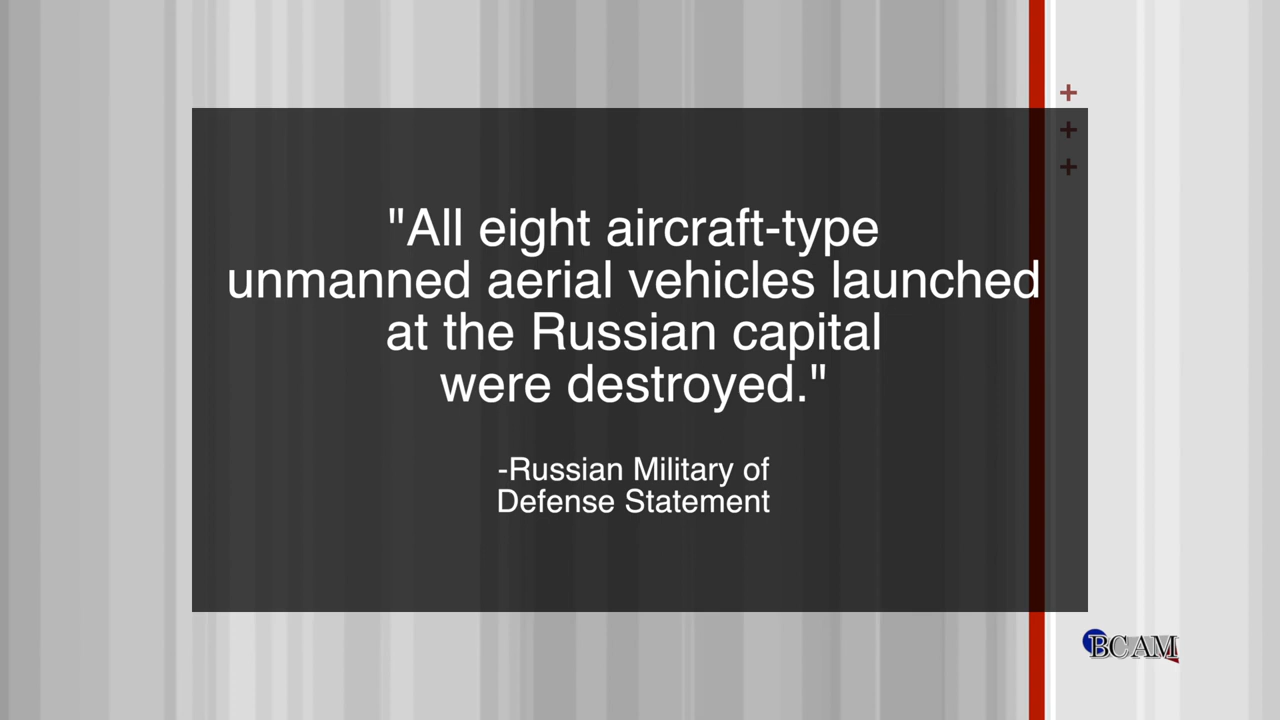 "All eight aircraft-type
unmanned aerial vehicles launched
at the Russian capital
were destroyed."
-Russian Military of
Defense Statement
BCAM